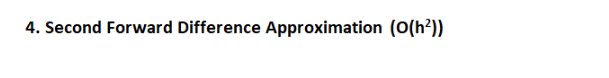 4. Second Forward Difference Approximation (O(h²))